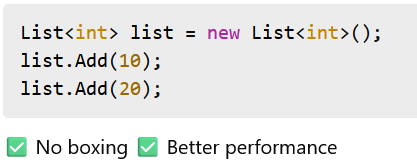 List<int> list = new List<int>();
list.Add(10);
list.Add(20);
✅ No boxing ✅ Better performance